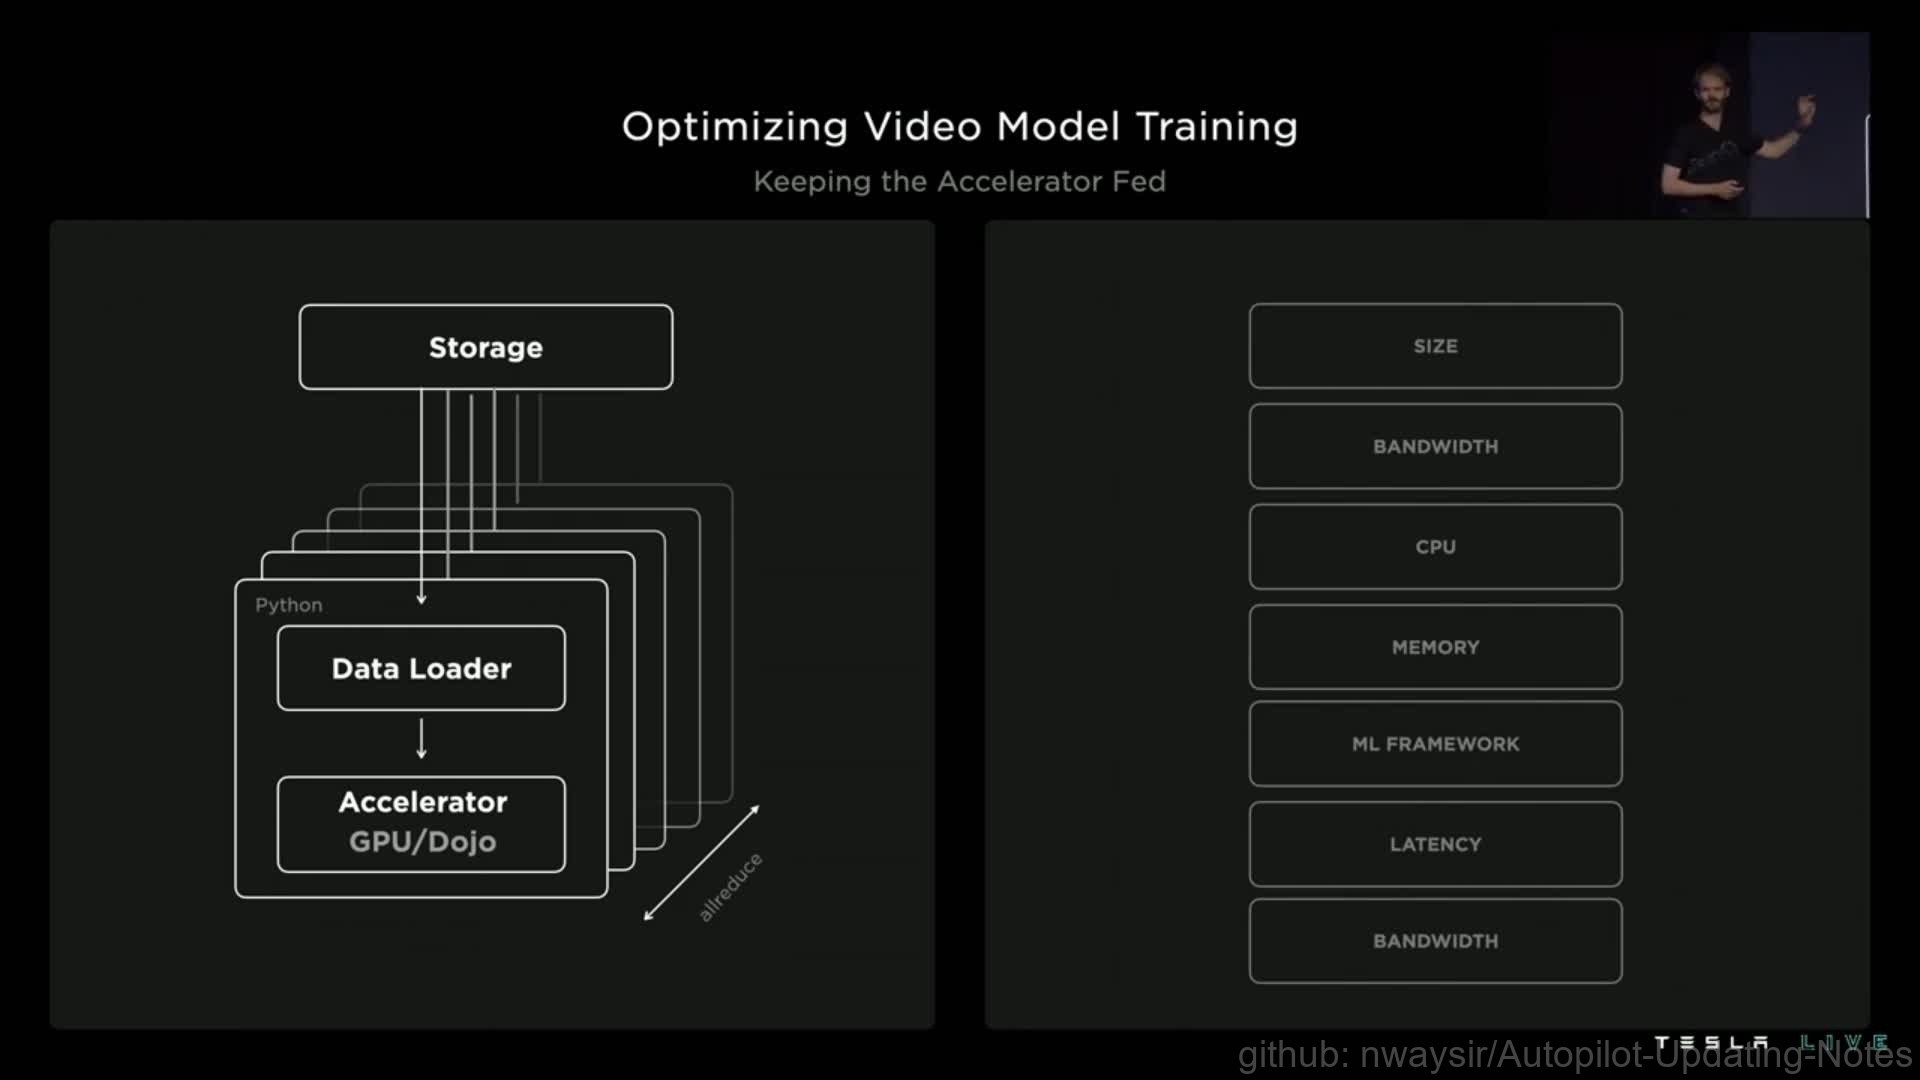 Optimizing Video Model Training
Keeping the Accelerator Fed
Storage
Python
Data Loader
Accelerator
GPU/Dojo
allreduce
SIZE
BANDWIDTH
CPU
MEMORY
ML FRAMEWORK
LATENCY
BANDWIDTH
TESLA LIVE
github: nwaysir/Autopilot-Updating-Notes